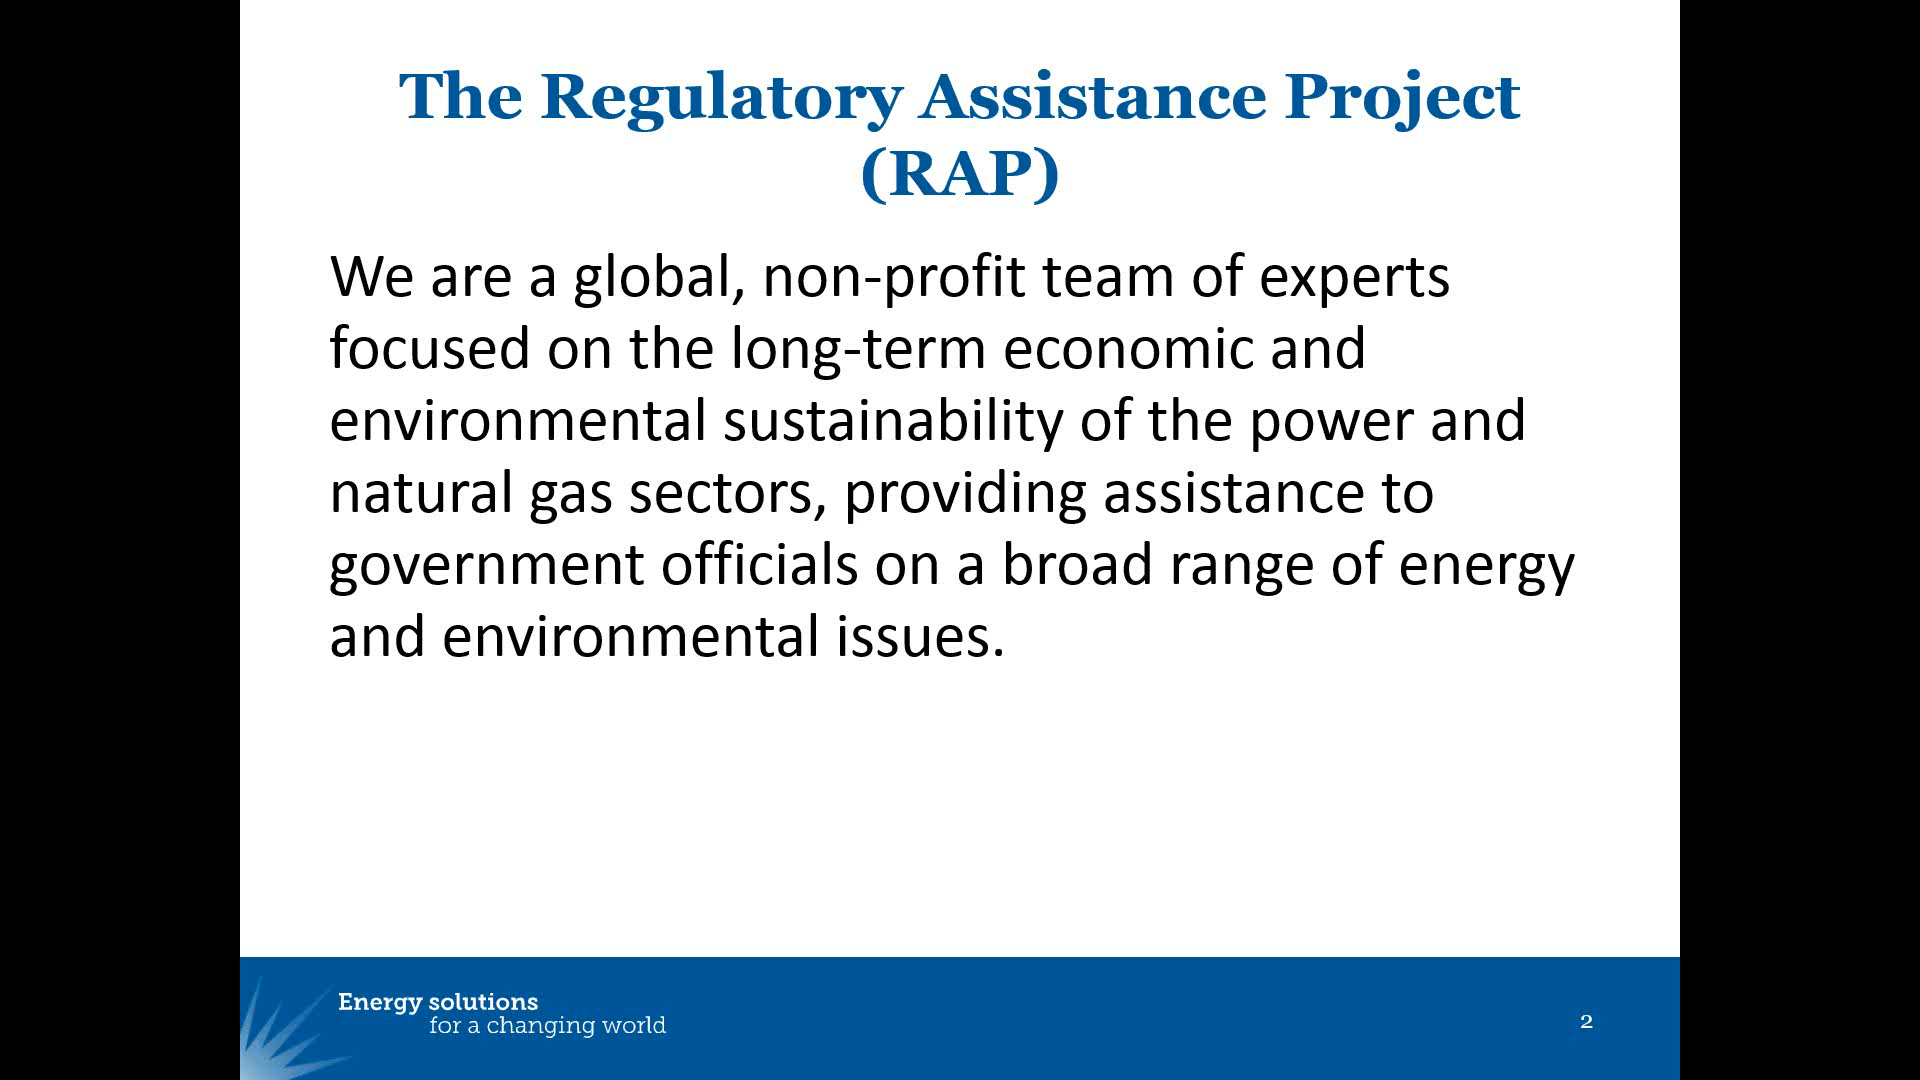 The Regulatory Assistance Project
(RAP)
We are a global, non-profit team of experts
focused on the long-term economic and
environmental sustainability of the power and
natural gas sectors, providing assistance to
government officials on a broad range of energy
and environmental issues.
Energy solutions
for a changing world
2